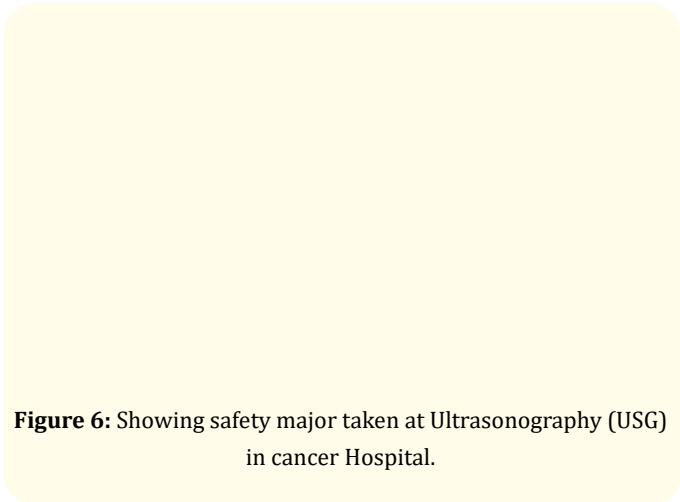 Figure 6: Showing safety major taken at Ultrasonography (USG)
in cancer Hospital.